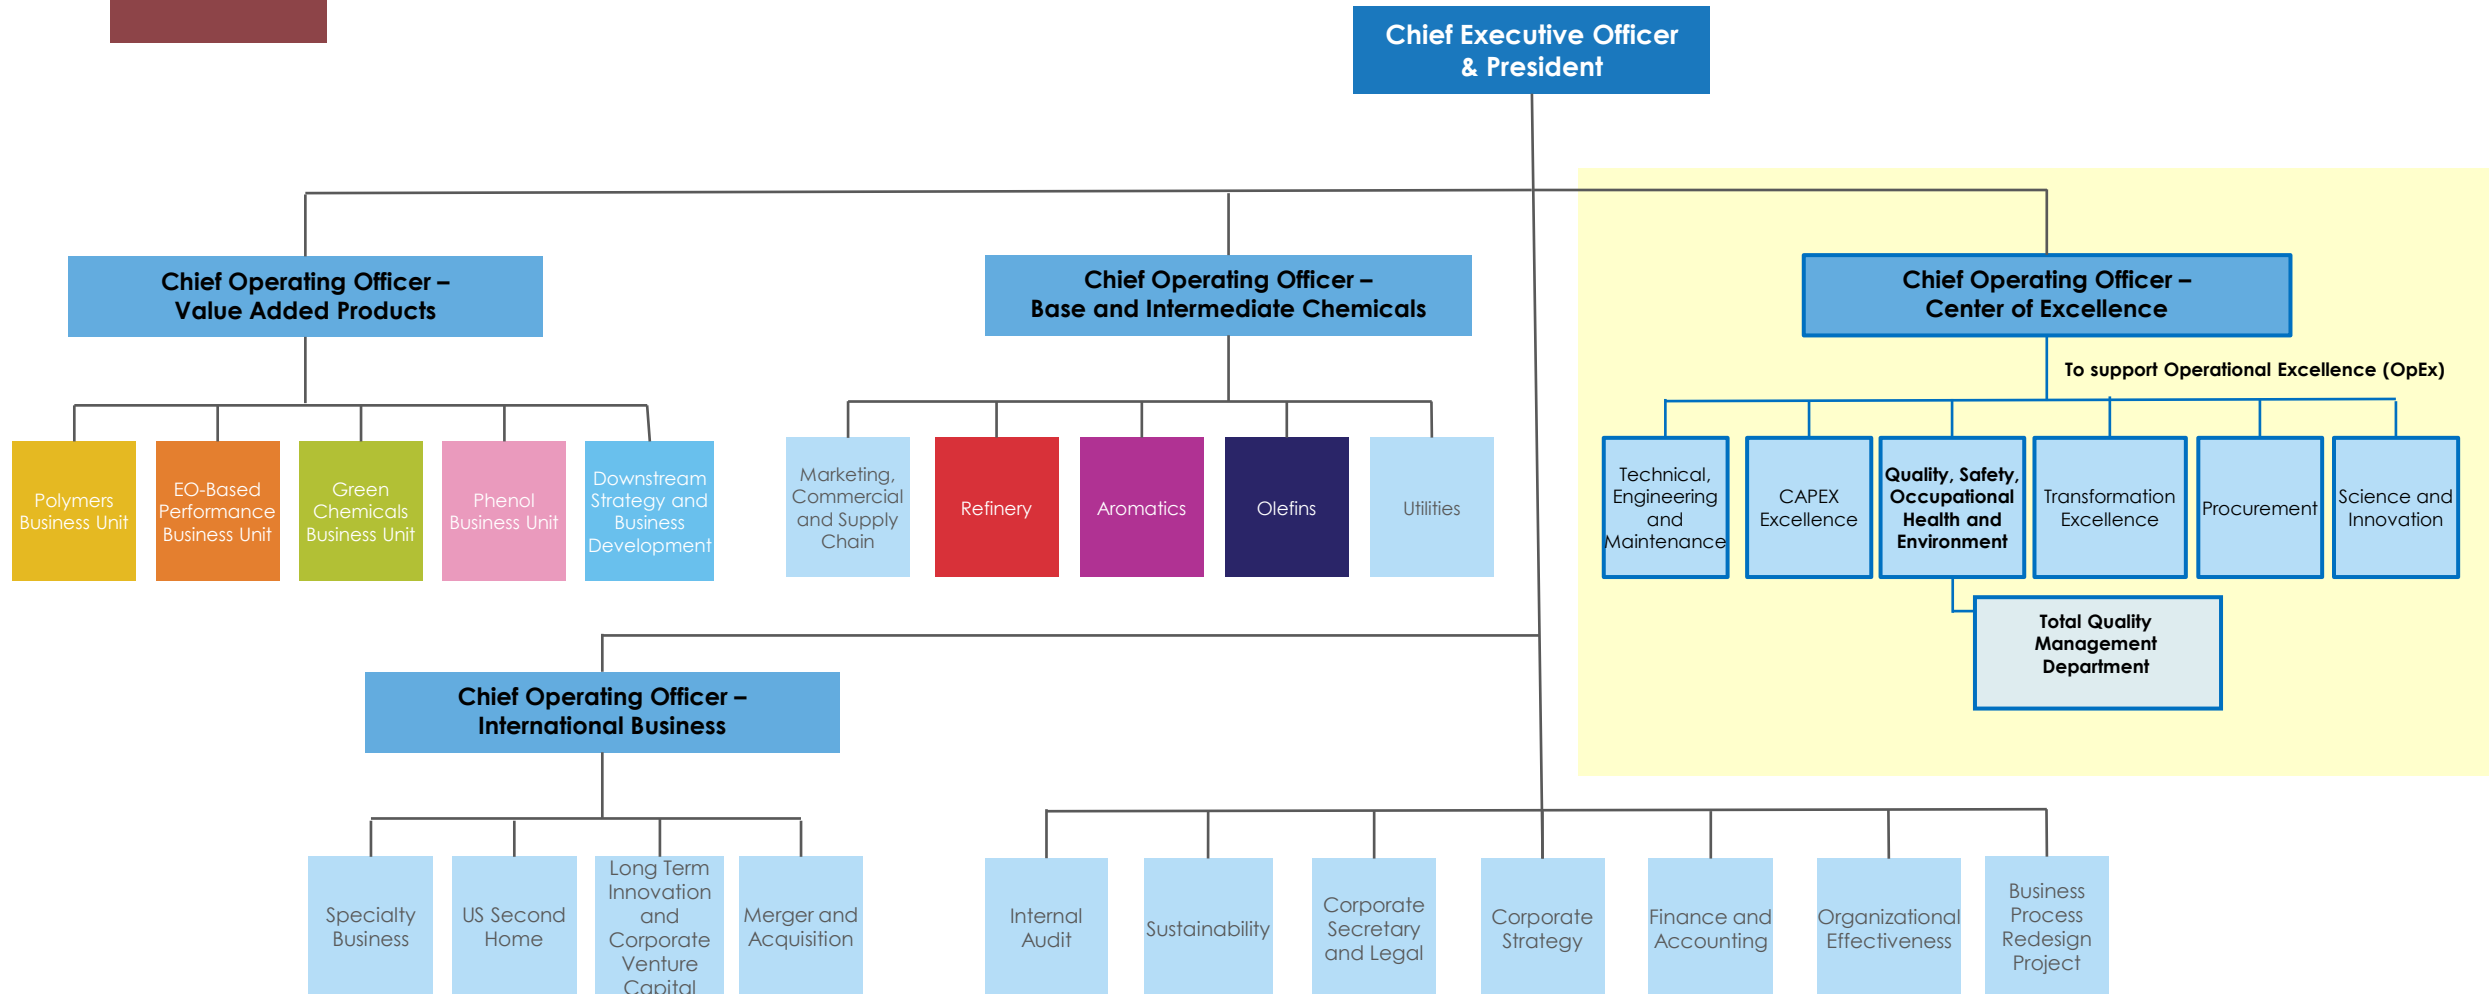 Chief Executive Officer
& President
Chief Operating Officer –
Value Added Products
Chief Operating Officer –
Base and Intermediate Chemicals
Chief Operating Officer –
Center of Excellence
To support Operational Excellence (OpEx)
Polymers
Business Unit
EO-Based
Performance
Business Unit
Green
Chemicals
Business Unit
Phenol
Business Unit
Downstream
Strategy and
Business
Development
Marketing,
Commercial
and Supply
Chain
Refinery
Aromatics
Olefins
Utilities
Technical,
Engineering
and
Maintenance
CAPEX
Excellence
Quality, Safety,
Occupational
Health and
Environment
Transformation
Excellence
Procurement
Science and
Innovation
Total Quality
Management
Department
Chief Operating Officer –
International Business
Specialty
Business
US Second
Home
Long Term
Innovation
and
Corporate
Venture
Capital
Merger and
Acquisition
Internal
Audit
Sustainability
Corporate
Secretary
and Legal
Corporate
Strategy
Finance and
Accounting
Organizational
Effectiveness
Business
Process
Redesign
Project